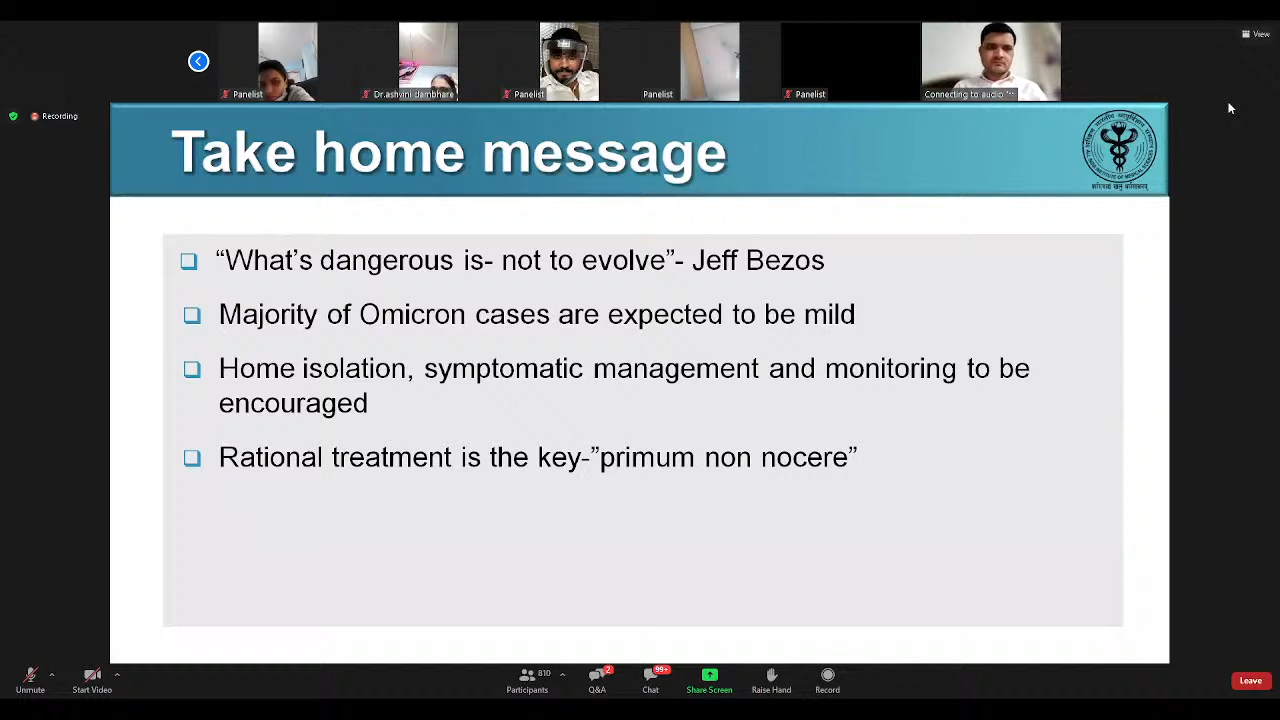 View
Panelist
Dr.ashvini dambhare
Panelist
Panelist
Panelist
Connecting to audio
Recording
Take home message
“What’s dangerous is- not to evolve”- Jeff Bezos
Majority of Omicron cases are expected to be mild
Home isolation, symptomatic management and monitoring to be
encouraged
Rational treatment is the key-”primum non nocere”
Unmute
Start Video
810
Participants
2
Q&A
99+
Chat
Share Screen
Raise Hand
Record
Leave